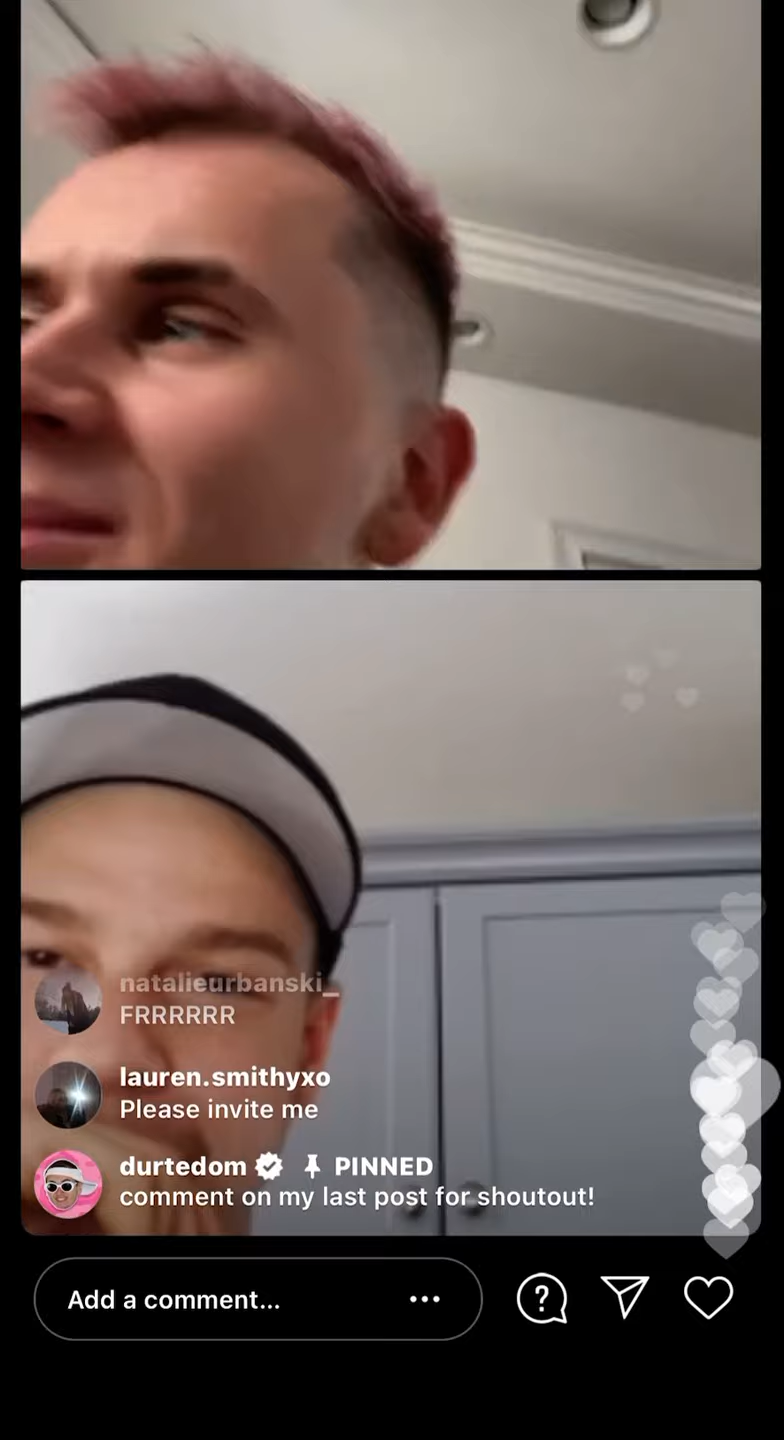 natalieurbanski_
FRRRRRR
lauren.smithyxo
Please invite me
durtedom PINNED
comment on my last post for shoutout!
Add a comment...